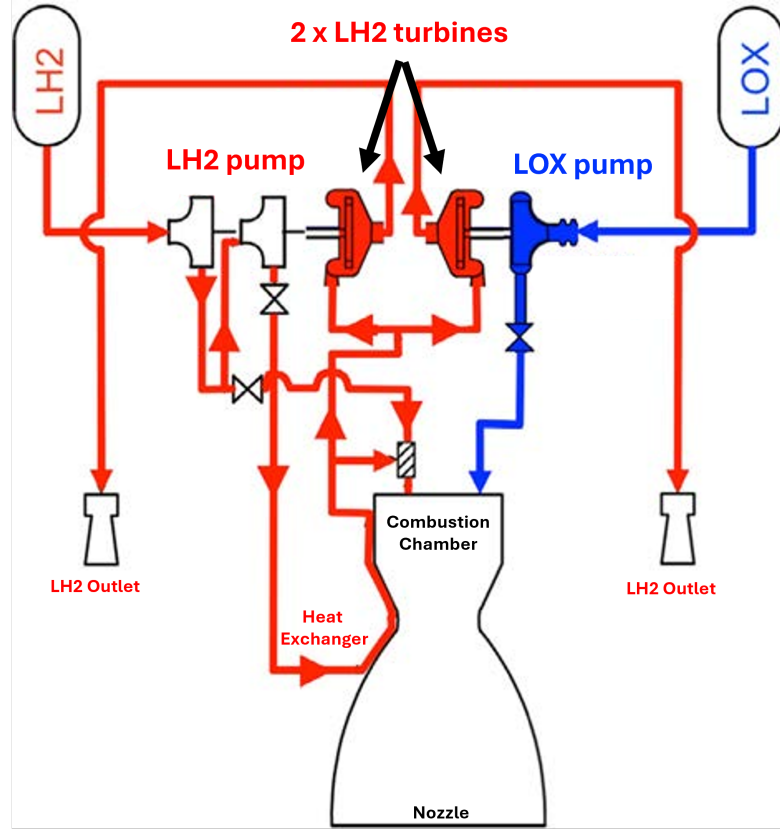 2 x LH2 turbines
LH2
LOX
LH2 pump
LOX pump
Combustion
Chamber
LH2 Outlet
LH2 Outlet
Heat
Exchanger
Nozzle